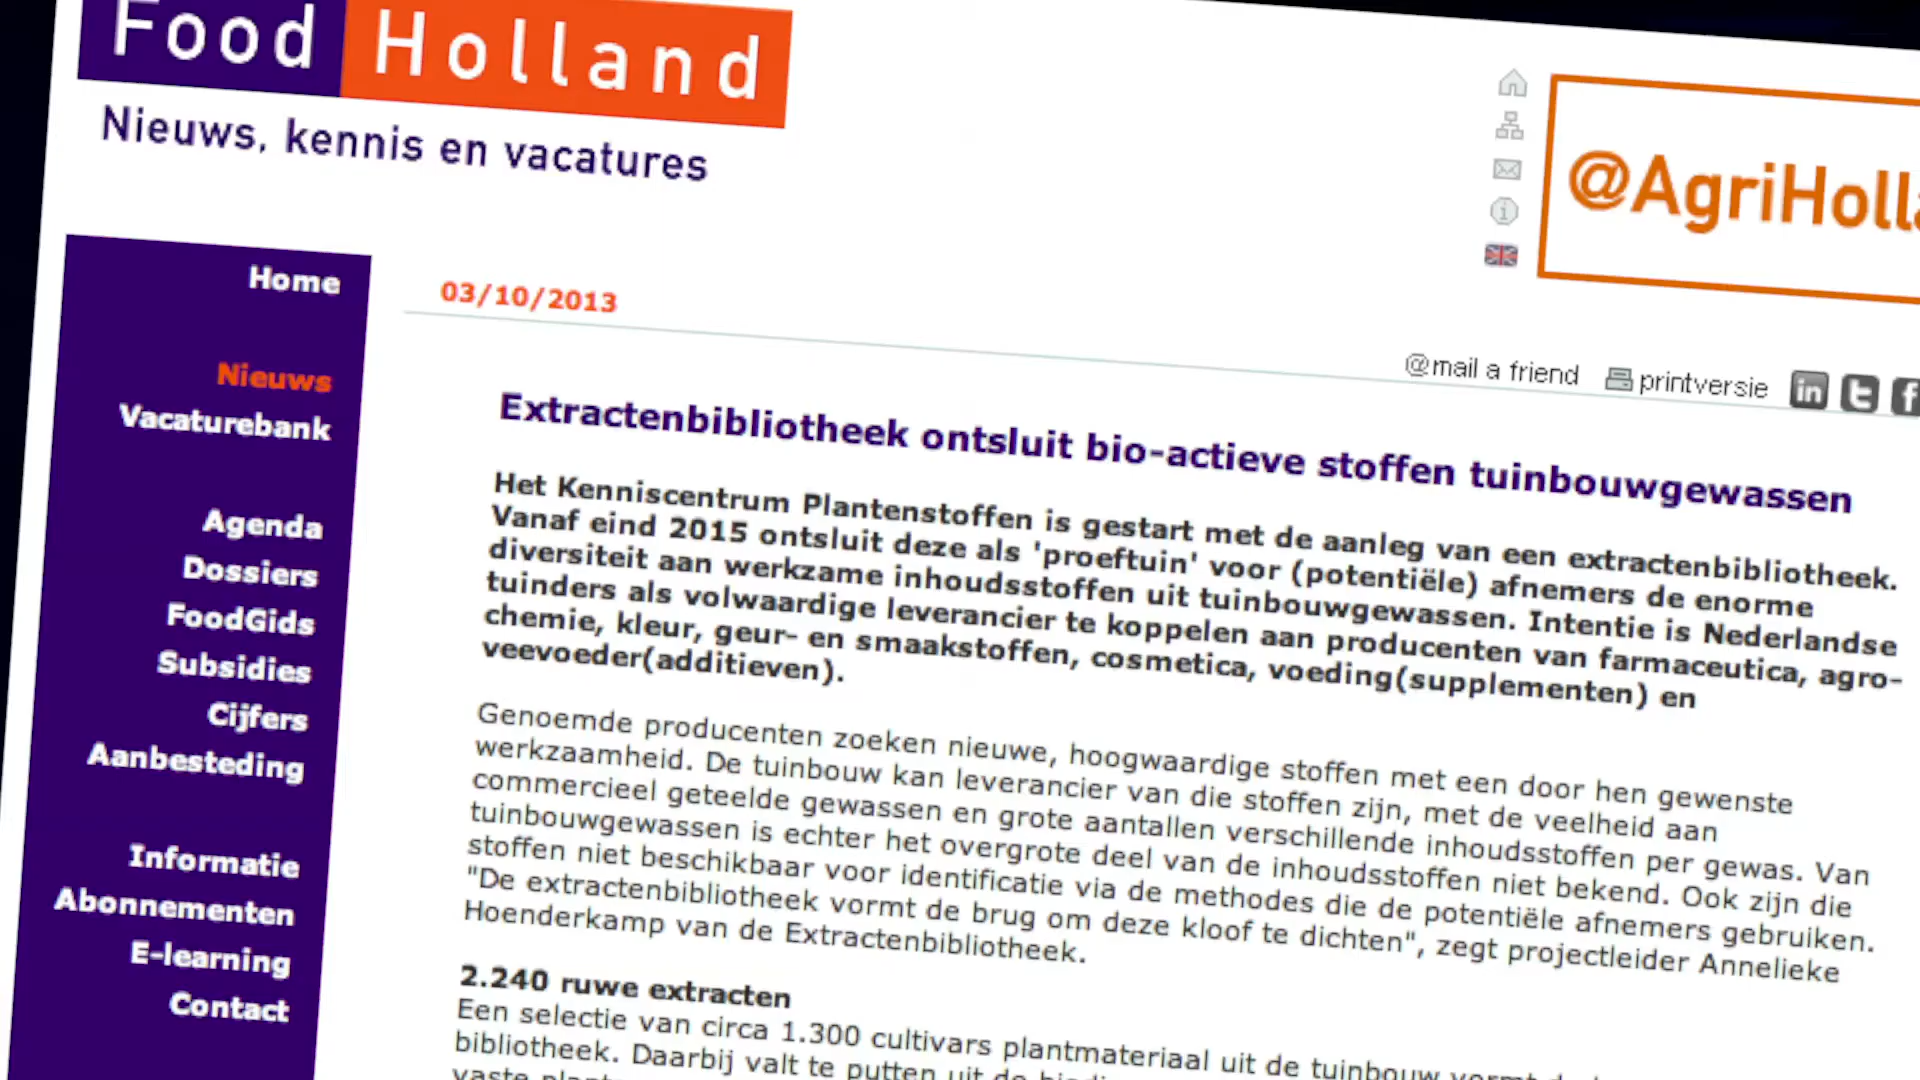 Food Holland
Nieuws, kennis en vacatures
@AgriHolla
Home
Nieuws
Vacaturebank
Agenda
Dossiers
FoodGids
Subsidies
Cijfers
Aanbesteding
Informatie
Abonnementen
E-learning
Contact
03/10/2013
@mail a friend printversie in t f
Extractenbibliotheek ontsluit bio-actieve stoffen tuinbouwgewassen
Het Kenniscentrum Plantenstoffen is gestart met de aanleg van een extractenbibliotheek.
Vanaf eind 2015 ontsluit deze als 'proeftuin' voor (potentiële) afnemers de enorme
diversiteit aan werkzame inhoudsstoffen uit tuinbouwgewassen. Intentie is Nederlandse
tuinders als volwaardige leverancier te koppelen aan producenten van farmaceutica, agro-
chemie, kleur, geur- en smaakstoffen, cosmetica, voeding(supplementen) en
veevoeder(additieven).
Genoemde producenten zoeken nieuwe, hoogwaardige stoffen met een door hen gewenste
werkzaamheid. De tuinbouw kan leverancier van die stoffen zijn, met de veelheid aan
commercieel geteelde gewassen en grote aantallen verschillende inhoudsstoffen per gewas. Van
tuinbouwgewassen is echter het overgrote deel van de inhoudsstoffen niet bekend. Ook zijn die
stoffen niet beschikbaar voor identificatie via de methodes die de potentiële afnemers gebruiken.
"De extractenbibliotheek vormt de brug om deze kloof te dichten", zegt projectleider Annelieke
Hoenderkamp van de Extractenbibliotheek.
2.240 ruwe extracten
Een selectie van circa 1.300 cultivars plantmateriaal uit de tuinbouw vormt
bibliotheek. Daarbij valt te putten uit de
vaste